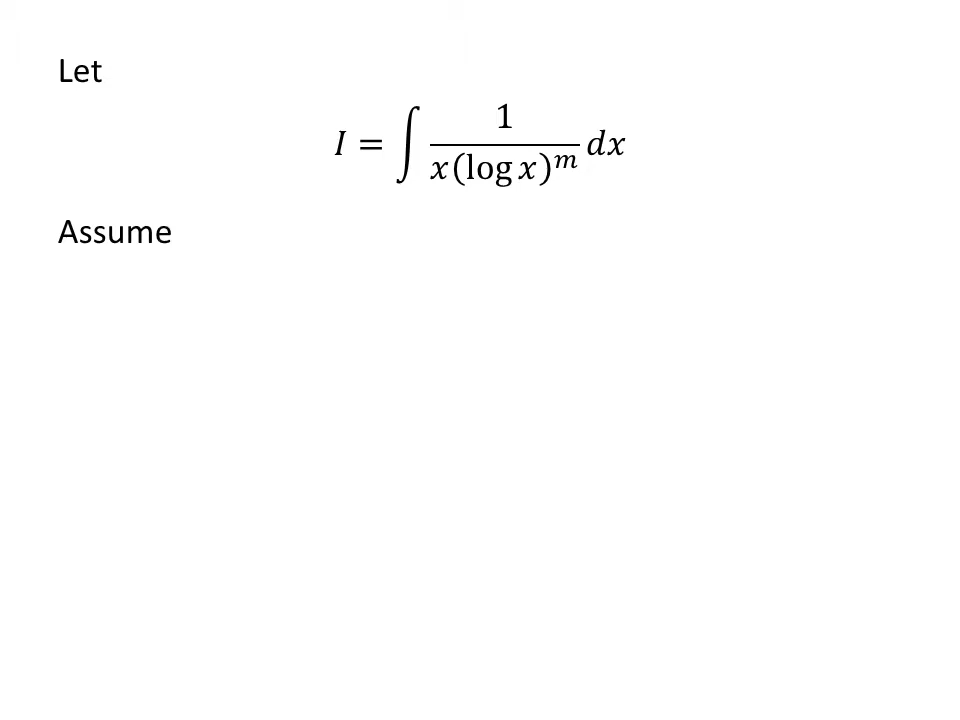 Let
𝐼 = ∫ 1/(𝑥(log 𝑥)^𝑚) 𝑑𝑥
Assume